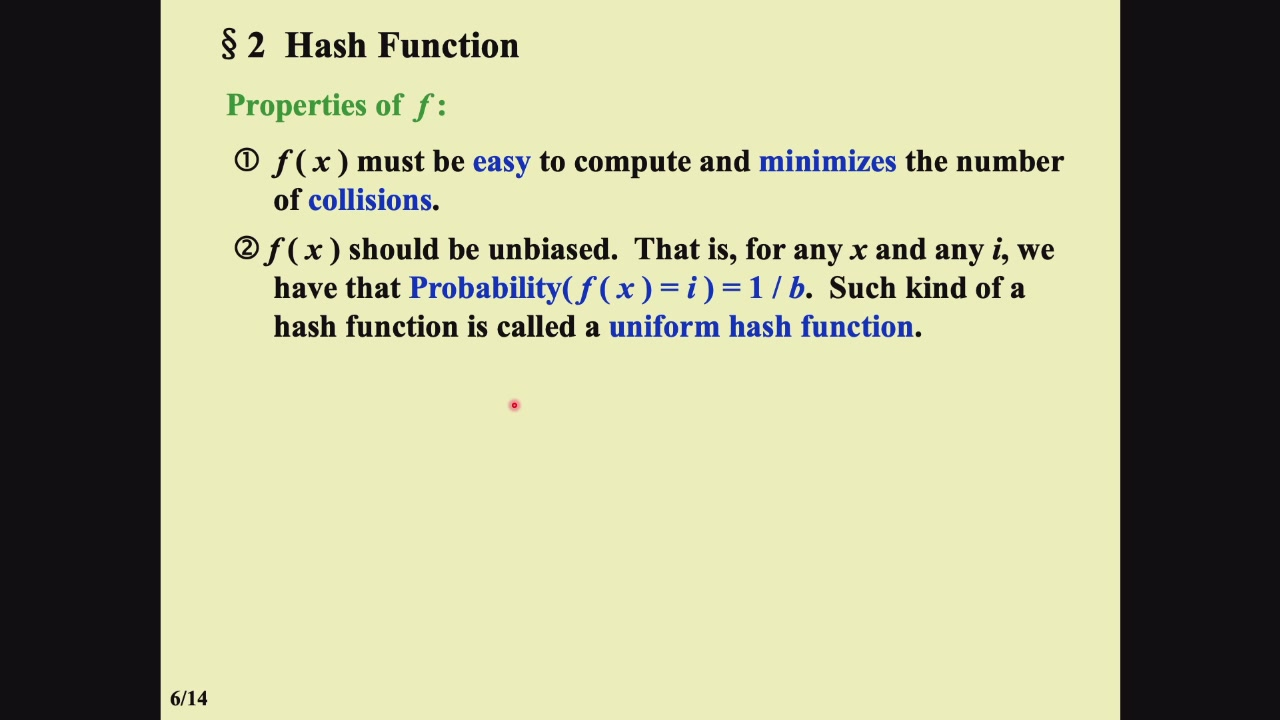 § 2 Hash Function
Properties of f :
① f ( x ) must be easy to compute and minimizes the number
of collisions.
② f ( x ) should be unbiased. That is, for any x and any i, we
have that Probability( f ( x ) = i ) = 1 / b. Such kind of a
hash function is called a uniform hash function.
6/14